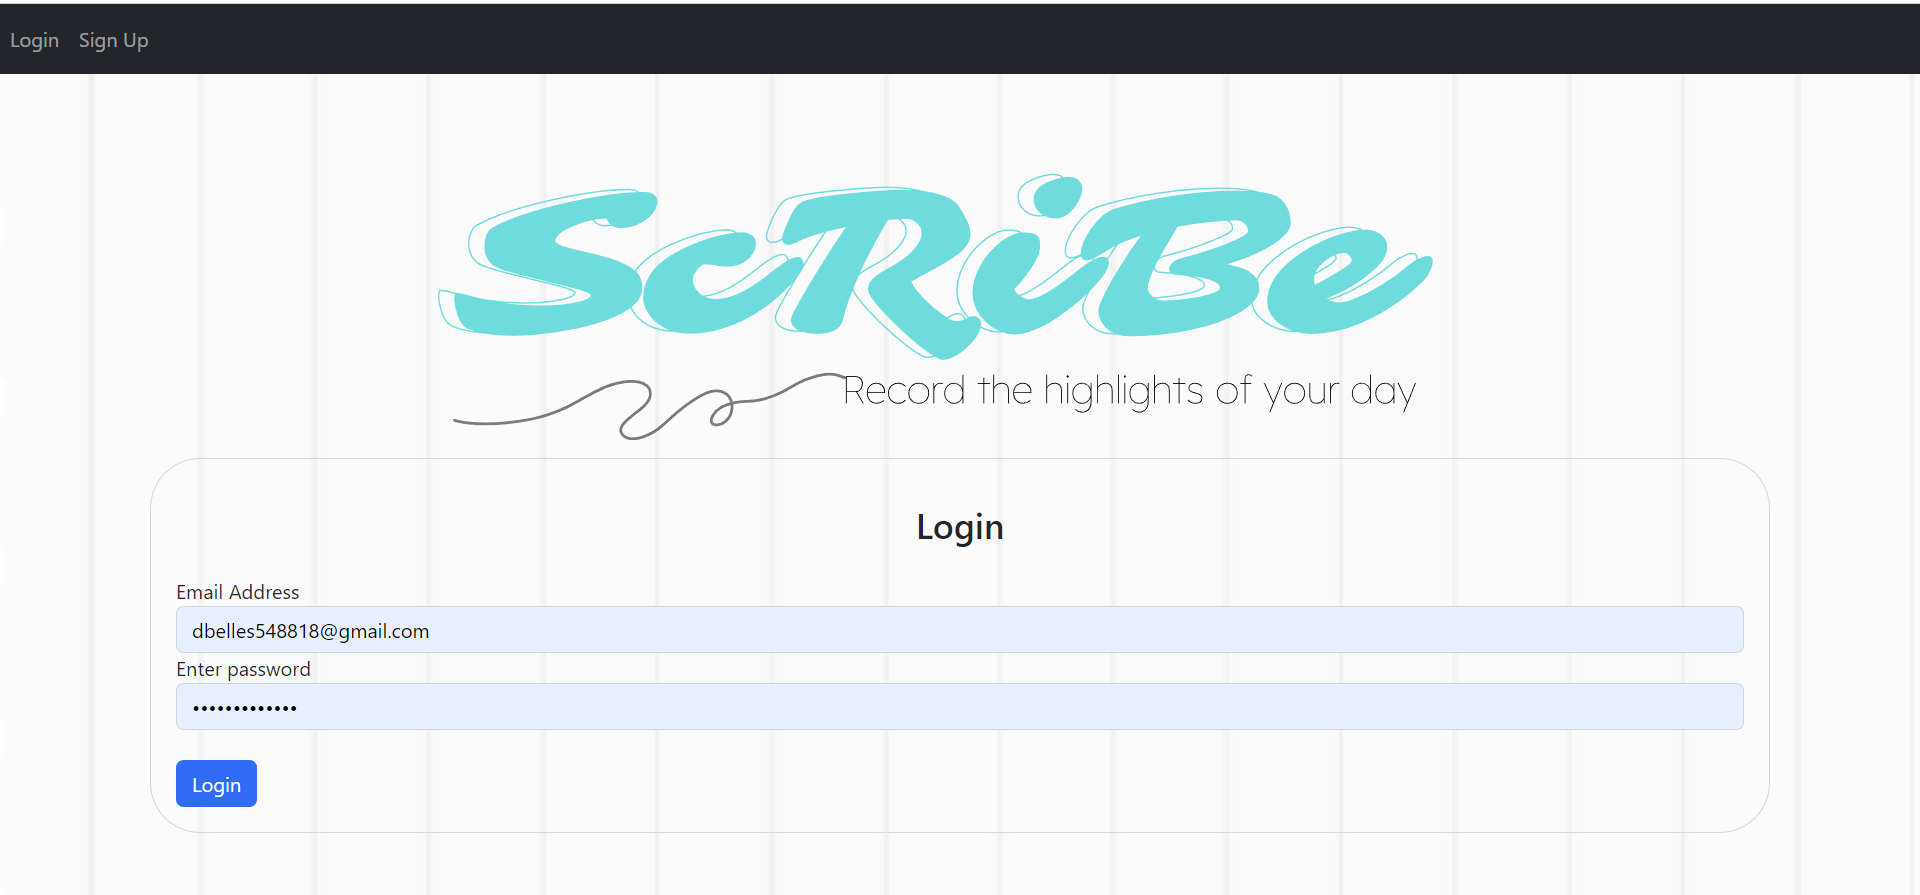 Login Sign Up
ScRiBe
Record the highlights of your day
Login
Email Address
dbelles548818@gmail.com
Enter password
•••••••••••••
Login